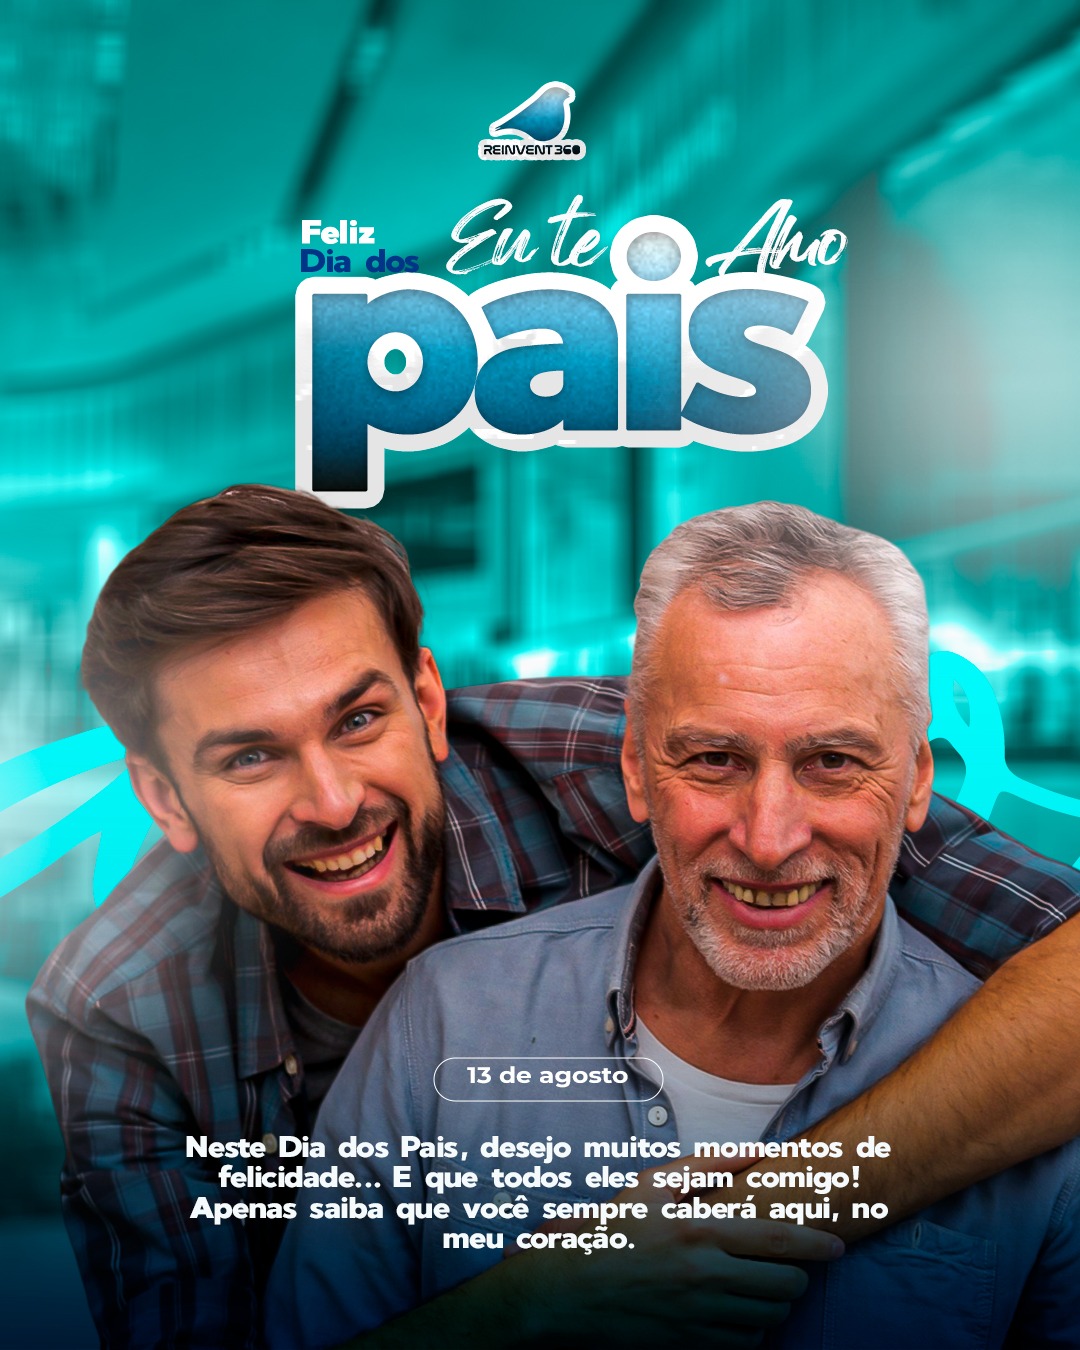 REINVENT360
Feliz
Dia dos
Eu te Amo
pais
13 de agosto
Neste Dia dos Pais, desejo muitos momentos de
felicidade... E que todos eles sejam comigo!
Apenas saiba que você sempre caberá aqui, no
meu coração.